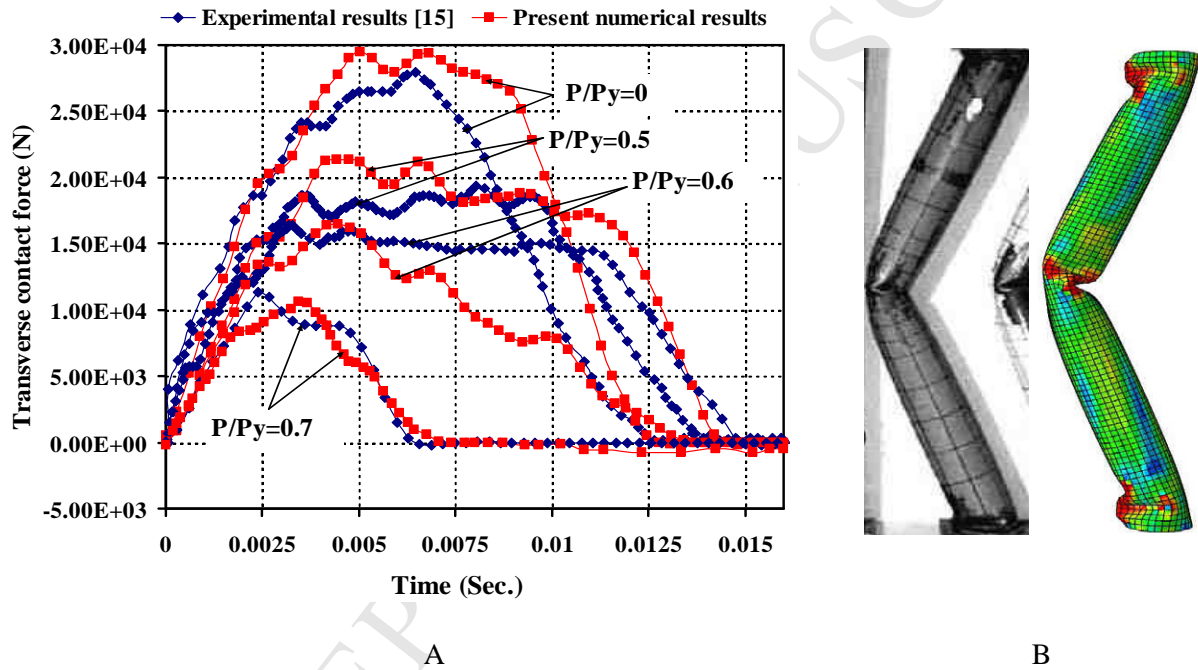 Experimental results [15] Present numerical results
3.00E+04
2.50E+04
2.00E+04
1.50E+04
1.00E+04
5.00E+03
0.00E+00
-5.00E+03
Transverse contact force (N)
P/Py=0
P/Py=0.5
P/Py=0.6
P/Py=0.7
0 0.0025 0.005 0.0075 0.01 0.0125 0.015
Time (Sec.)
A B